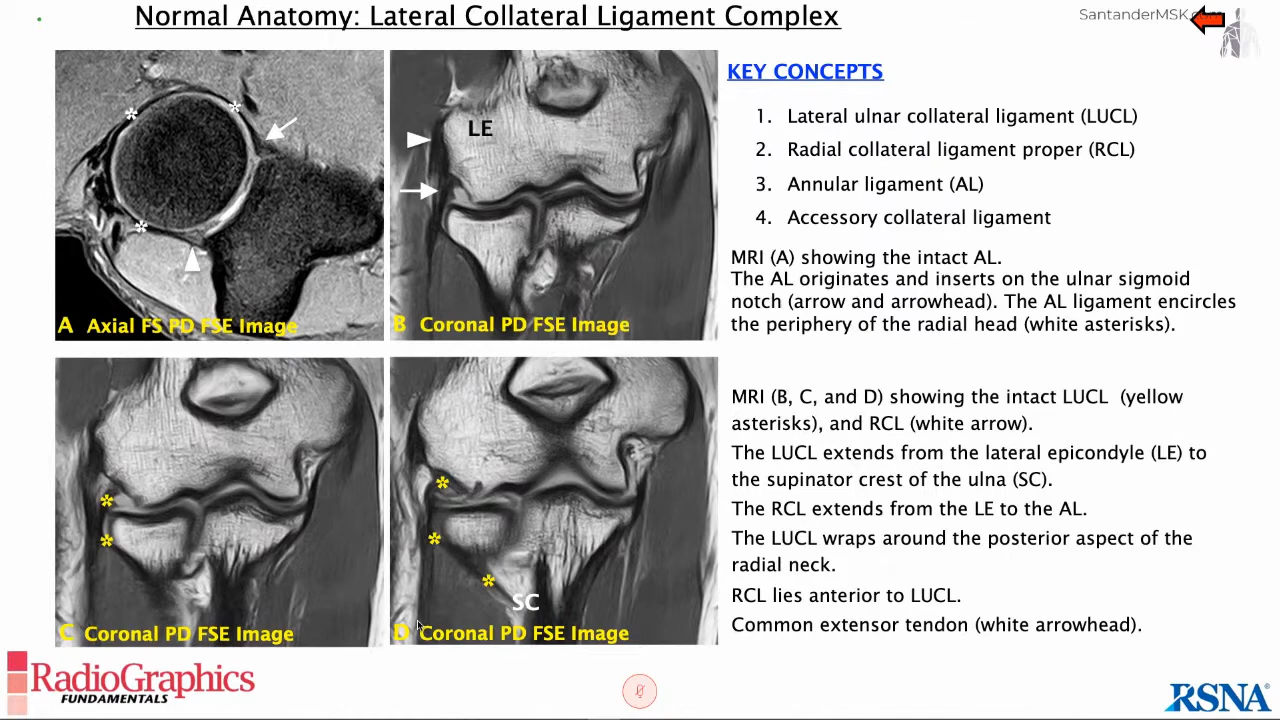 Normal Anatomy: Lateral Collateral Ligament Complex
SantanderMSK.com
KEY CONCEPTS
1. Lateral ulnar collateral ligament (LUCL)
2. Radial collateral ligament proper (RCL)
3. Annular ligament (AL)
4. Accessory collateral ligament
MRI (A) showing the intact AL.
The AL originates and inserts on the ulnar sigmoid
notch (arrow and arrowhead). The AL ligament encircles
the periphery of the radial head (white asterisks).
MRI (B, C, and D) showing the intact LUCL (yellow
asterisks), and RCL (white arrow).
The LUCL extends from the lateral epicondyle (LE) to
the supinator crest of the ulna (SC).
The RCL extends from the LE to the AL.
The LUCL wraps around the posterior aspect of the
radial neck.
RCL lies anterior to LUCL.
Common extensor tendon (white arrowhead).
* *
*
A Axial FS PD FSE Image
LE
B Coronal PD FSE Image
*
*
C Coronal PD FSE Image
*
*
*
SC
D Coronal PD FSE Image
RadioGraphics
FUNDAMENTALS
RSNA®